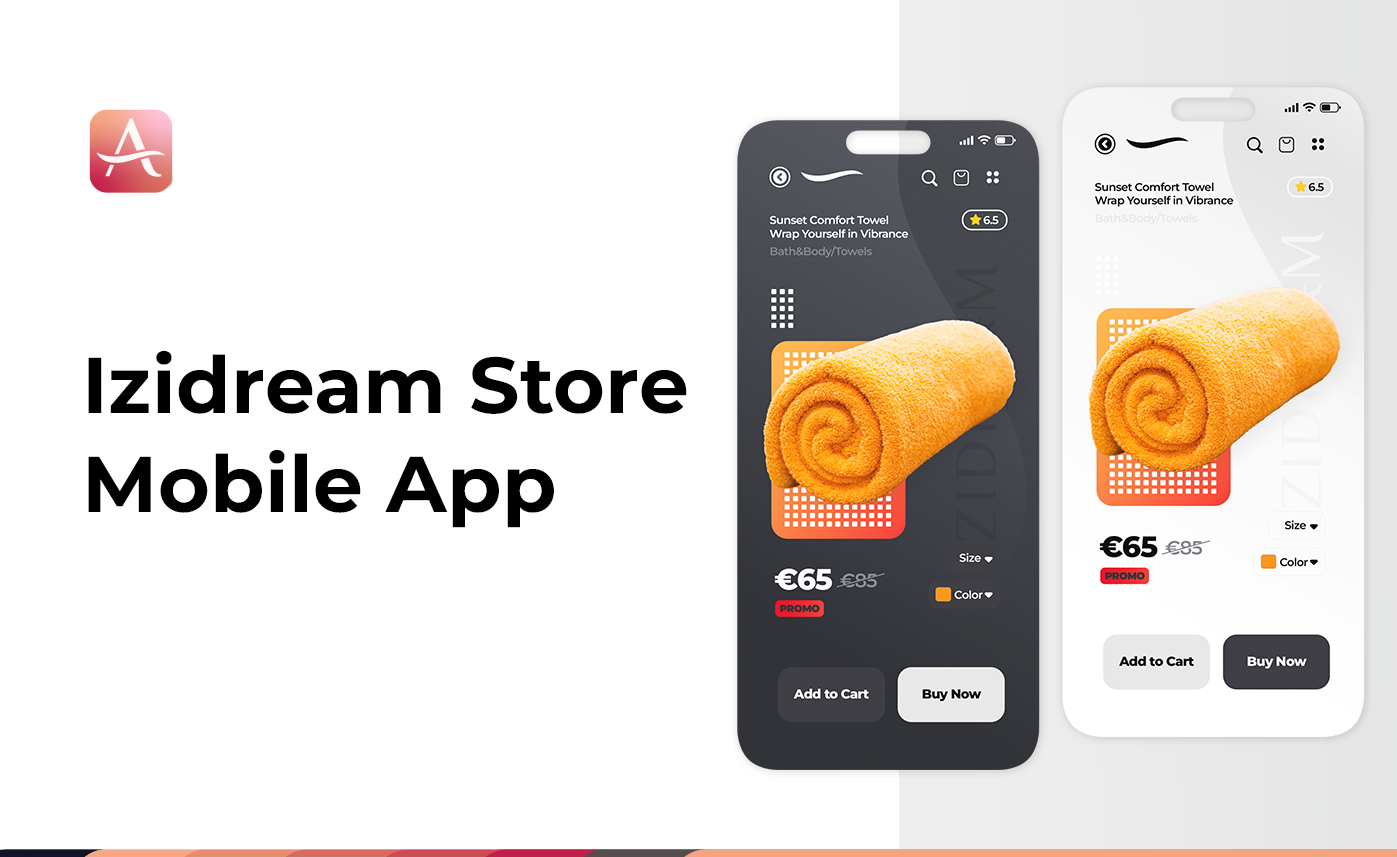 A
Izidream Store
Mobile App
Sunset Comfort Towel
Wrap Yourself in Vibrance
6.5
Bath&Body/Towels
Size
€65 €85
Color
PROMO
Add to Cart
Buy Now
Sunset Comfort Towel
Wrap Yourself in Vibrance
6.5
Bath&Body/Towels
Size
€65 €85
Color
PROMO
Add to Cart
Buy Now